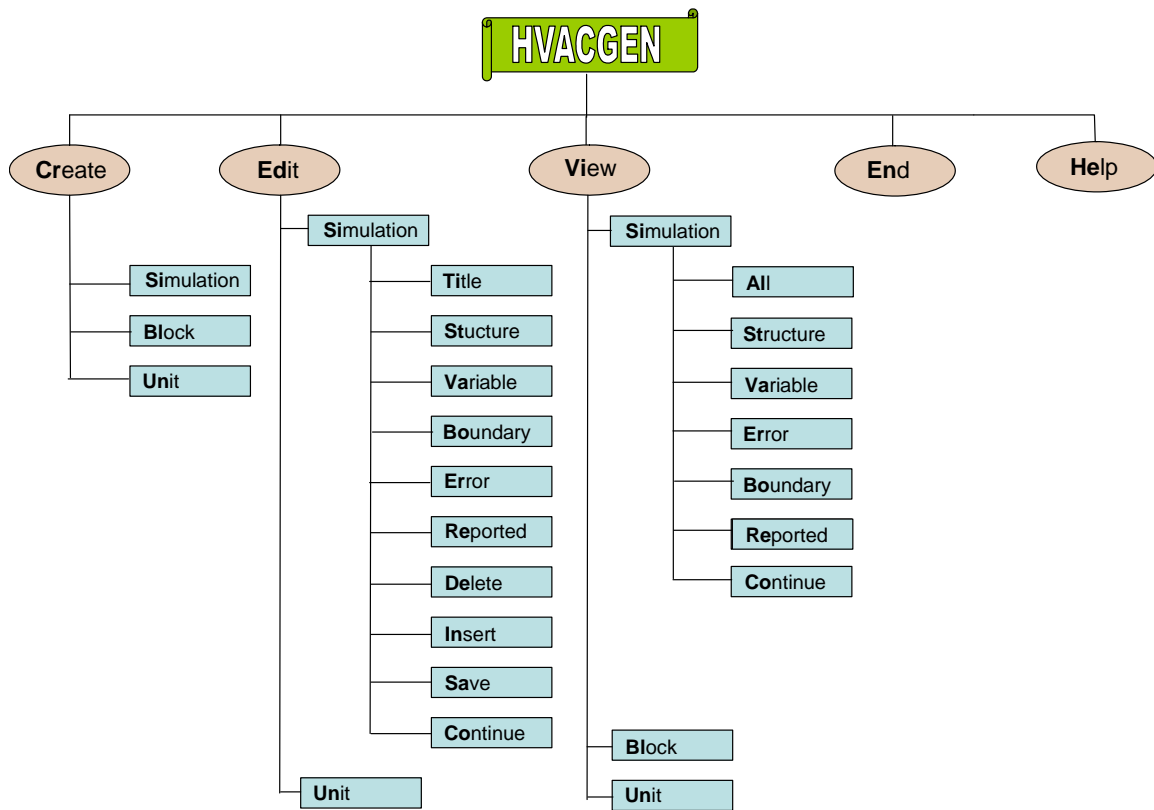 HVACGEN
Create
Edit
View
End
Help
Simulation
Block
Unit
Simulation
Title
Stucture
Variable
Boundary
Error
Reported
Delete
Insert
Save
Continue
Unit
Simulation
All
Structure
Variable
Error
Boundary
Reported
Continue
Block
Unit